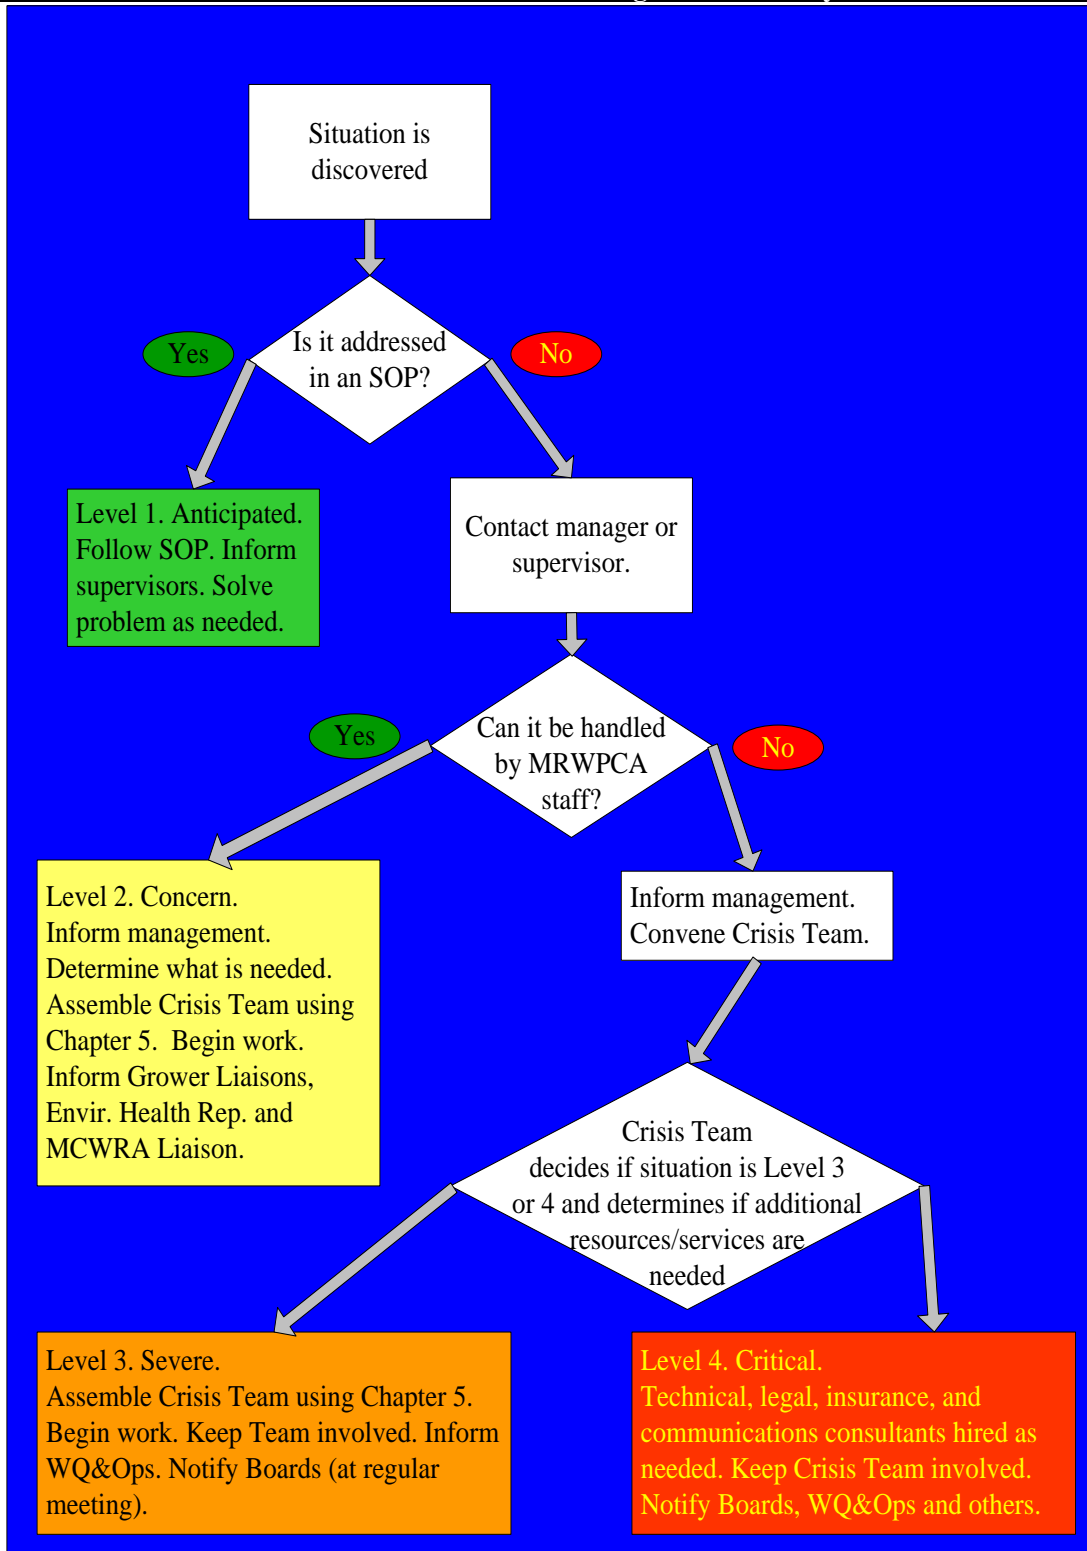 Situation is
discovered
Is it addressed
in an SOP?
Yes
No
Level 1. Anticipated.
Follow SOP. Inform
supervisors. Solve
problem as needed.
Contact manager or
supervisor.
Can it be handled
by MRWPCA
staff?
Yes
No
Level 2. Concern.
Inform management.
Determine what is needed.
Assemble Crisis Team using
Chapter 5.  Begin work.
Inform Grower Liaisons,
Envir. Health Rep. and
MCWRA Liaison.
Inform management.
Convene Crisis Team.
Crisis Team
decides if situation is Level 3
or 4 and determines if additional
resources/services are
needed
Level 3. Severe.
Assemble Crisis Team using Chapter 5.
Begin work. Keep Team involved. Inform
WQ&Ops. Notify Boards (at regular
meeting).
Level 4. Critical.
Technical, legal, insurance, and
communications consultants hired as
needed. Keep Crisis Team involved.
Notify Boards, WQ&Ops and others.